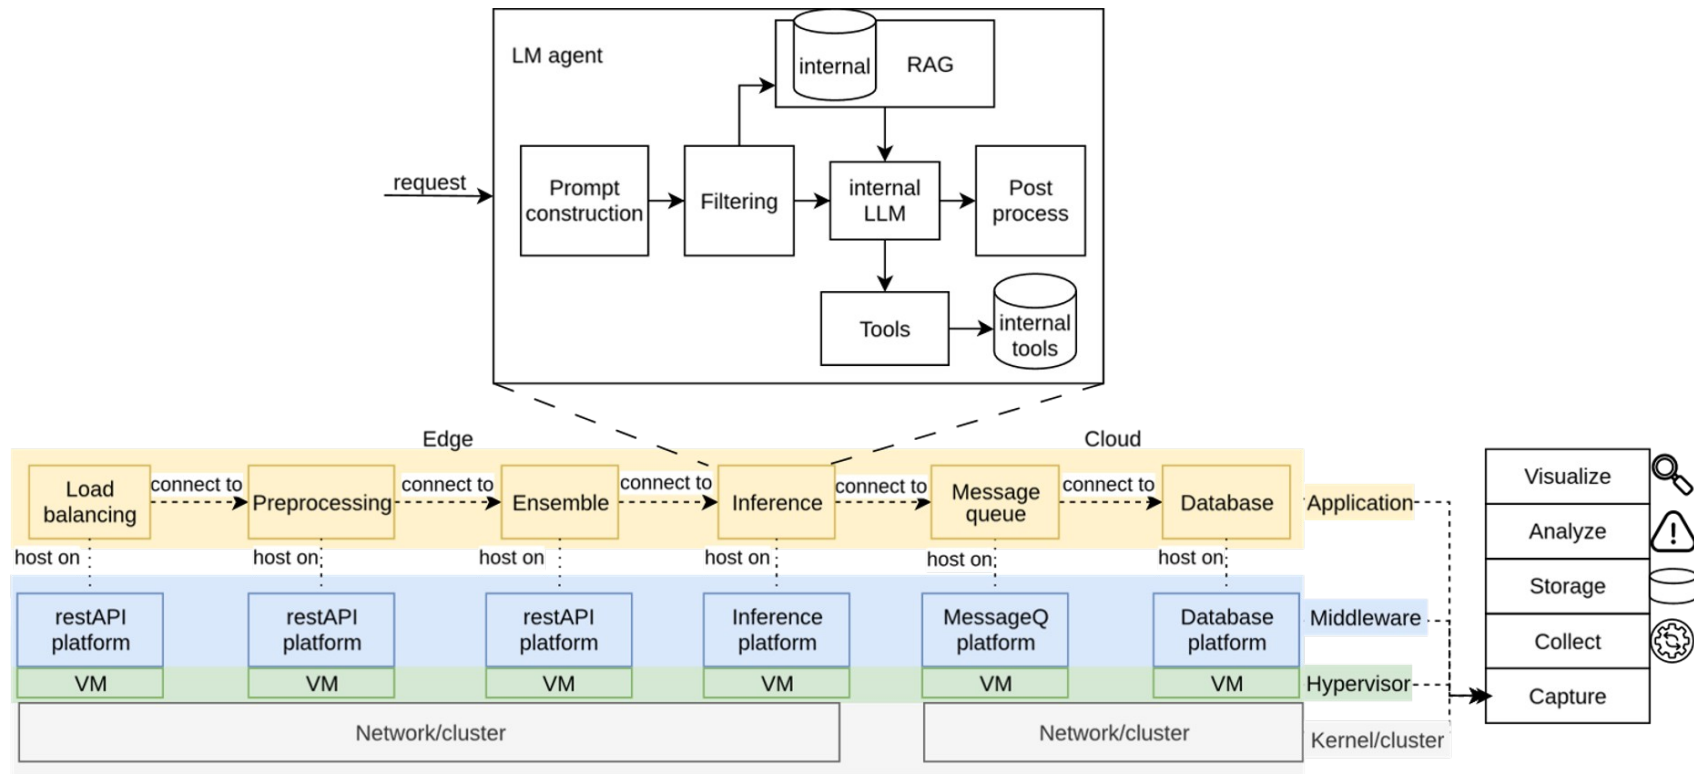 LM agent
internal
RAG
request
Prompt
construction
Filtering
internal
LLM
Post
process
Tools
internal
tools
Edge
Cloud
Load
balancing
connect to
Preprocessing
connect to
Ensemble
connect to
Inference
connect to
Message
queue
connect to
Database
Application
host on
host on
host on
host on
host on
host on
restAPI
platform
restAPI
platform
restAPI
platform
Inference
platform
MessageQ
platform
Database
platform
Middleware
VM
VM
VM
VM
VM
VM
Hypervisor
Network/cluster
Network/cluster
Kernel/cluster
Visualize
Analyze
Storage
Collect
Capture